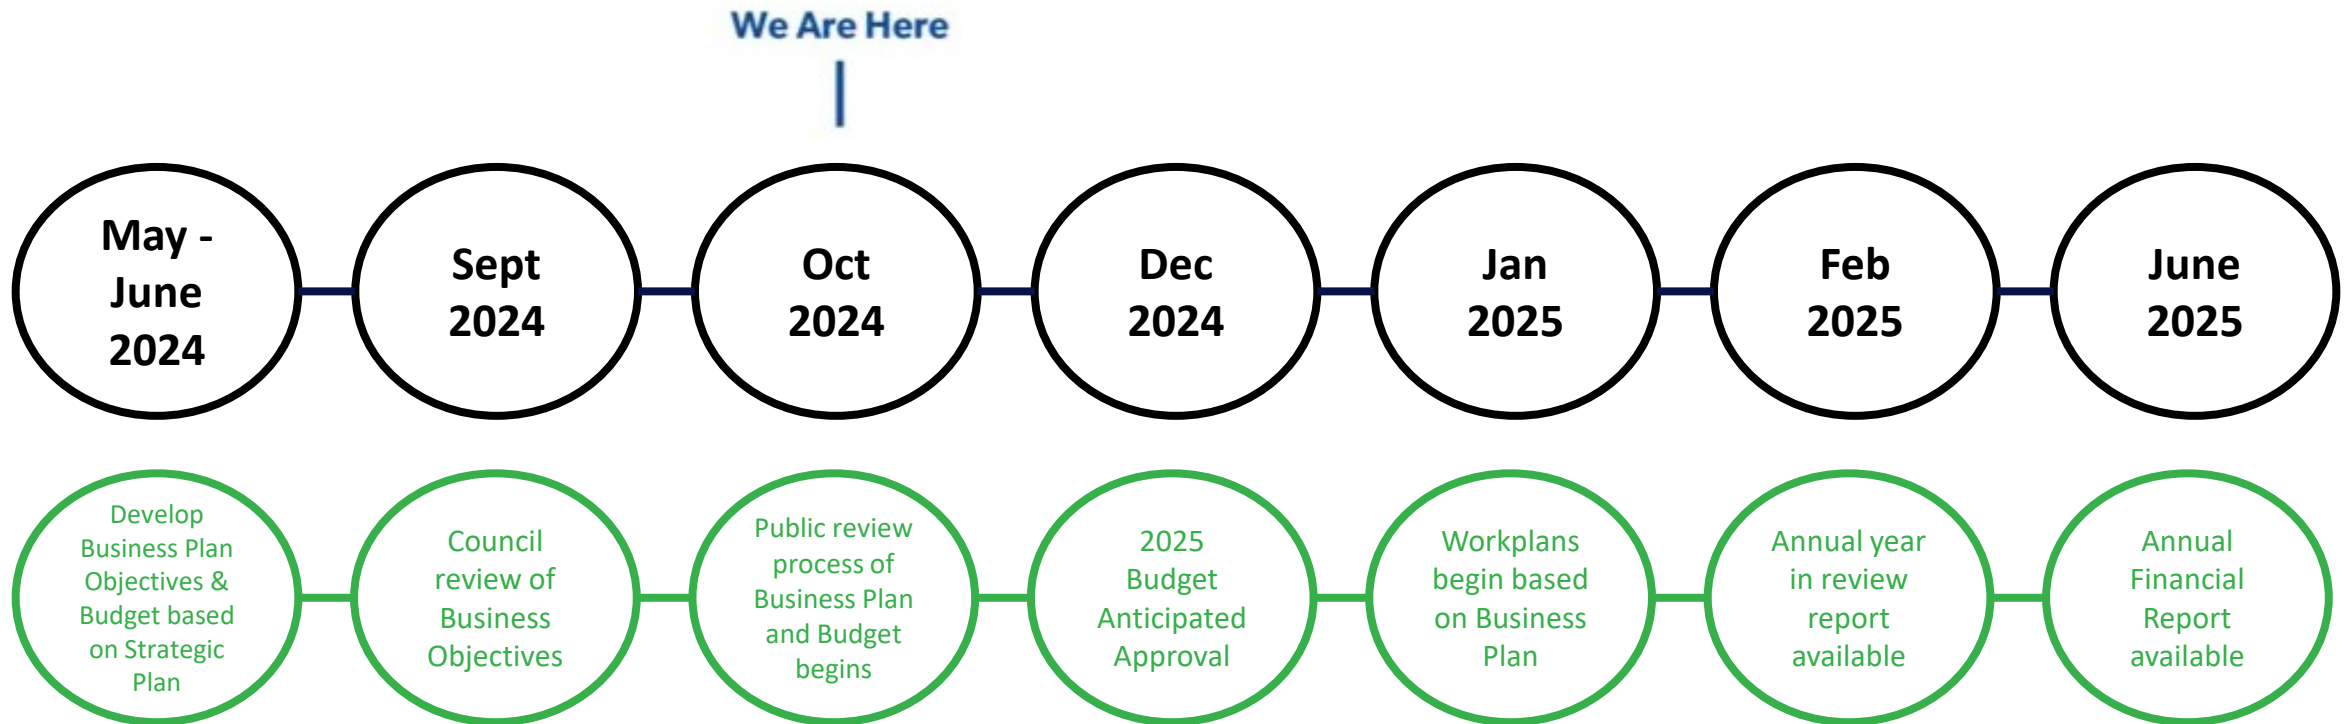 We Are Here
May -
June
2024
Sept
2024
Oct
2024
Dec
2024
Jan
2025
Feb
2025
June
2025
Develop
Business Plan
Objectives &
Budget based
on Strategic
Plan
Council
review of
Business
Objectives
Public review
process of
Business Plan
and Budget
begins
2025
Budget
Anticipated
Approval
Workplans
begin based
on Business
Plan
Annual year
in review
report
available
Annual
Financial
Report
available